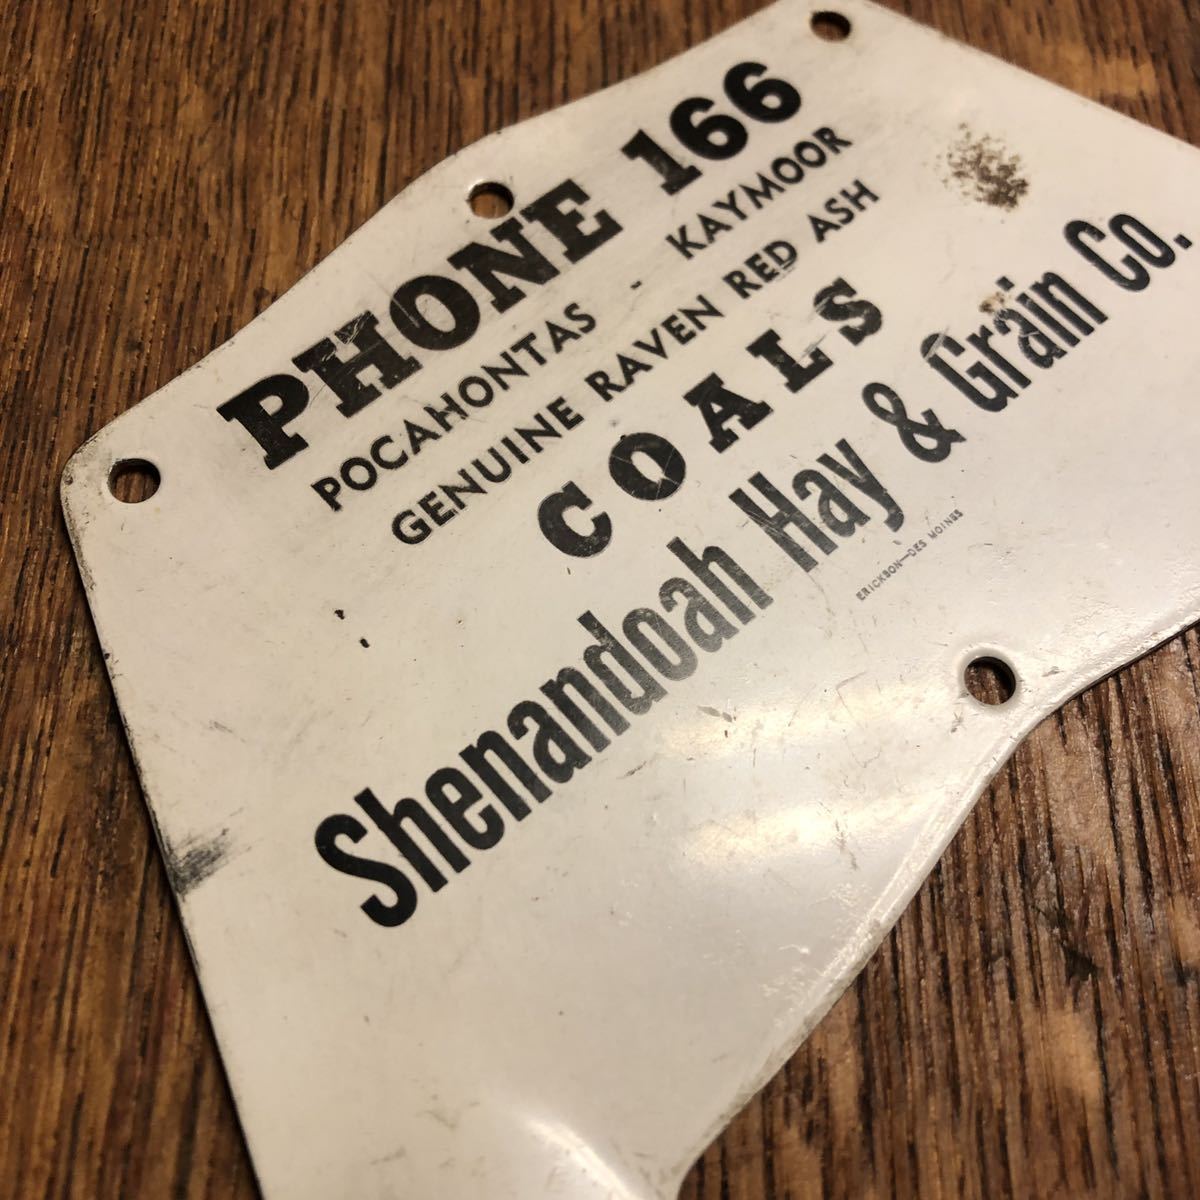 PHONE 166
POCAHONTAS - KAYMOOR
GENUINE RAVEN RED ASH
COALS
Shenandoah Hay & Grain Co.
ERICKSON—DES MOINES